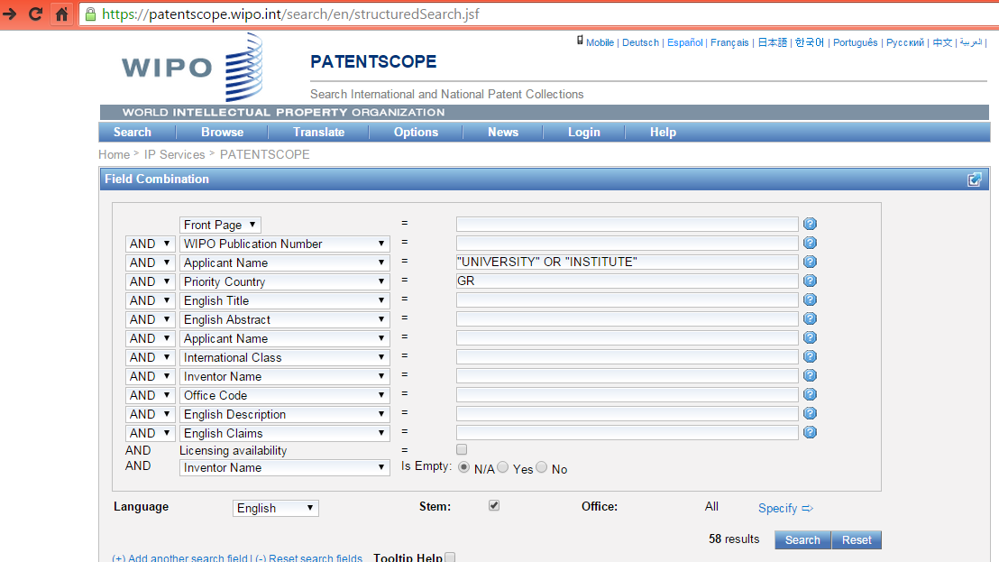 https://patentscope.wipo.int/search/en/structuredSearch.jsf
Mobile | Deutsch | Español | Français | 日本語 | 한국어 | Português | Русский | 中文 | العربية |
WIPO
PATENTSCOPE
Search International and National Patent Collections
WORLD INTELLECTUAL PROPERTY ORGANIZATION
Search Browse Translate Options News Login Help
Home > IP Services > PATENTSCOPE
Field Combination
Front Page =
AND WIPO Publication Number =
AND Applicant Name = "UNIVERSITY" OR "INSTITUTE"
AND Priority Country = GR
AND English Title =
AND English Abstract =
AND Applicant Name =
AND International Class =
AND Inventor Name =
AND Office Code =
AND English Description =
AND English Claims =
AND Licensing availability =
AND Inventor Name Is Empty: N/A Yes No
Language English Stem: Office: All Specify ⇨
58 results Search Reset
(+) Add another search field | (-) Reset search fields Tooltip Help